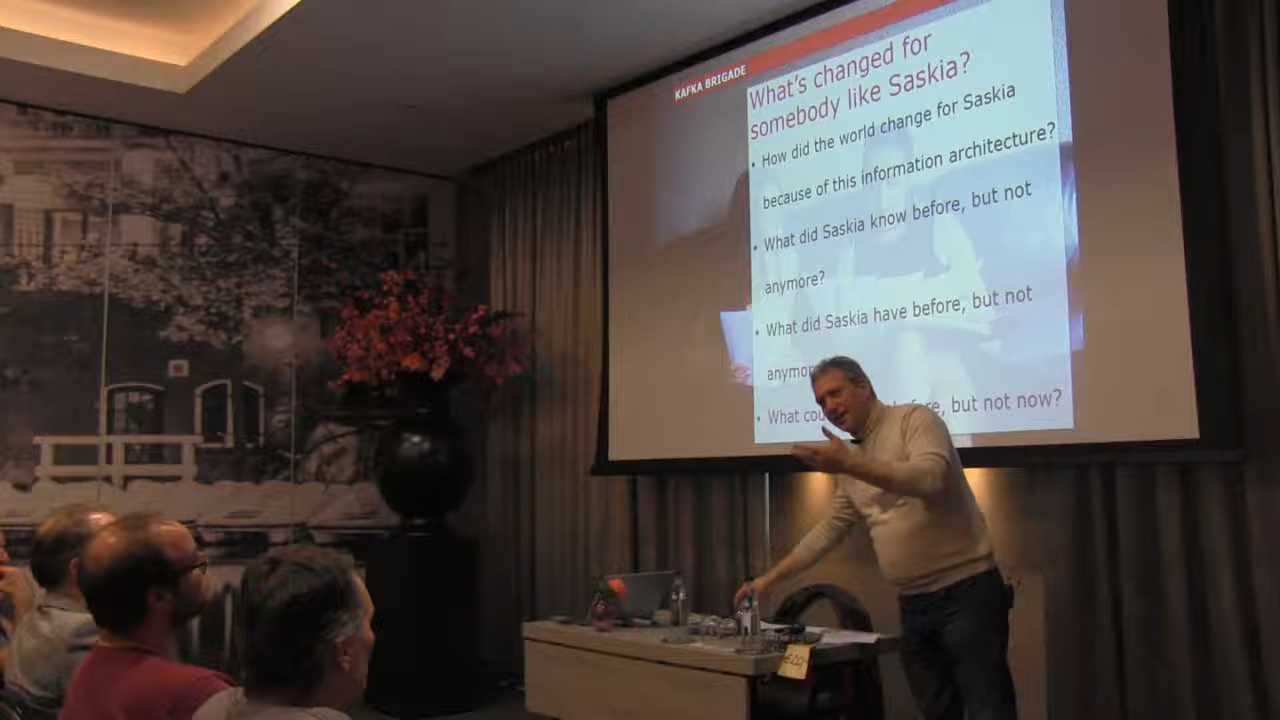 KAFKA BRIGADE
What's changed for
somebody like Saskia?
• How did the world change for Saskia
because of this information architecture?
• What did Saskia know before, but not
anymore?
• What did Saskia have before, but not
• What
, but not now?